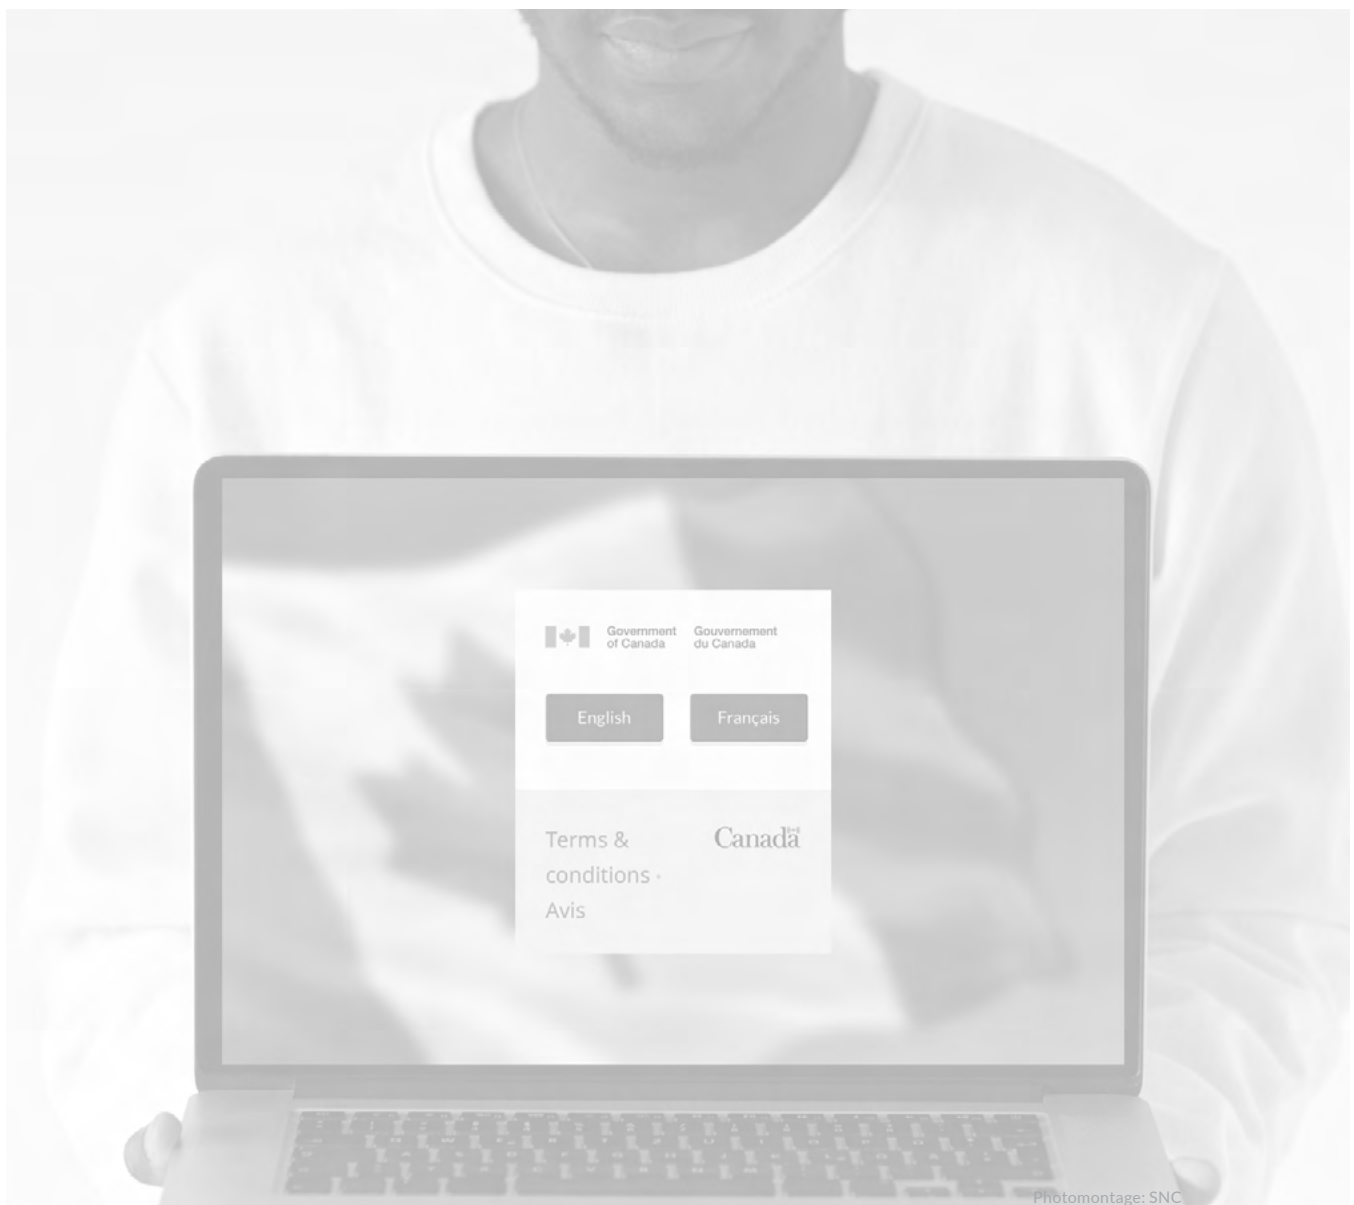 Government
of Canada
Gouvernement
du Canada
English
Français
Terms &
conditions ·
Avis
Canada
Photomontage: SNC